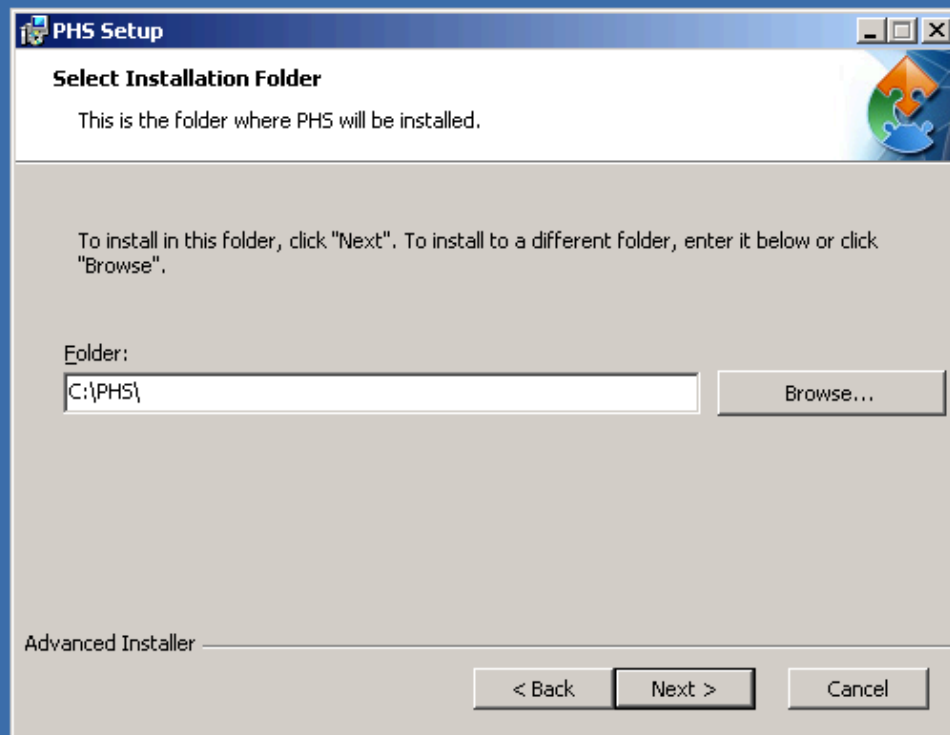 PHS Setup
Select Installation Folder
This is the folder where PHS will be installed.
To install in this folder, click "Next". To install to a different folder, enter it below or click
"Browse".
Folder:
C:\PHS\
Browse...
Advanced Installer
< Back
Next >
Cancel